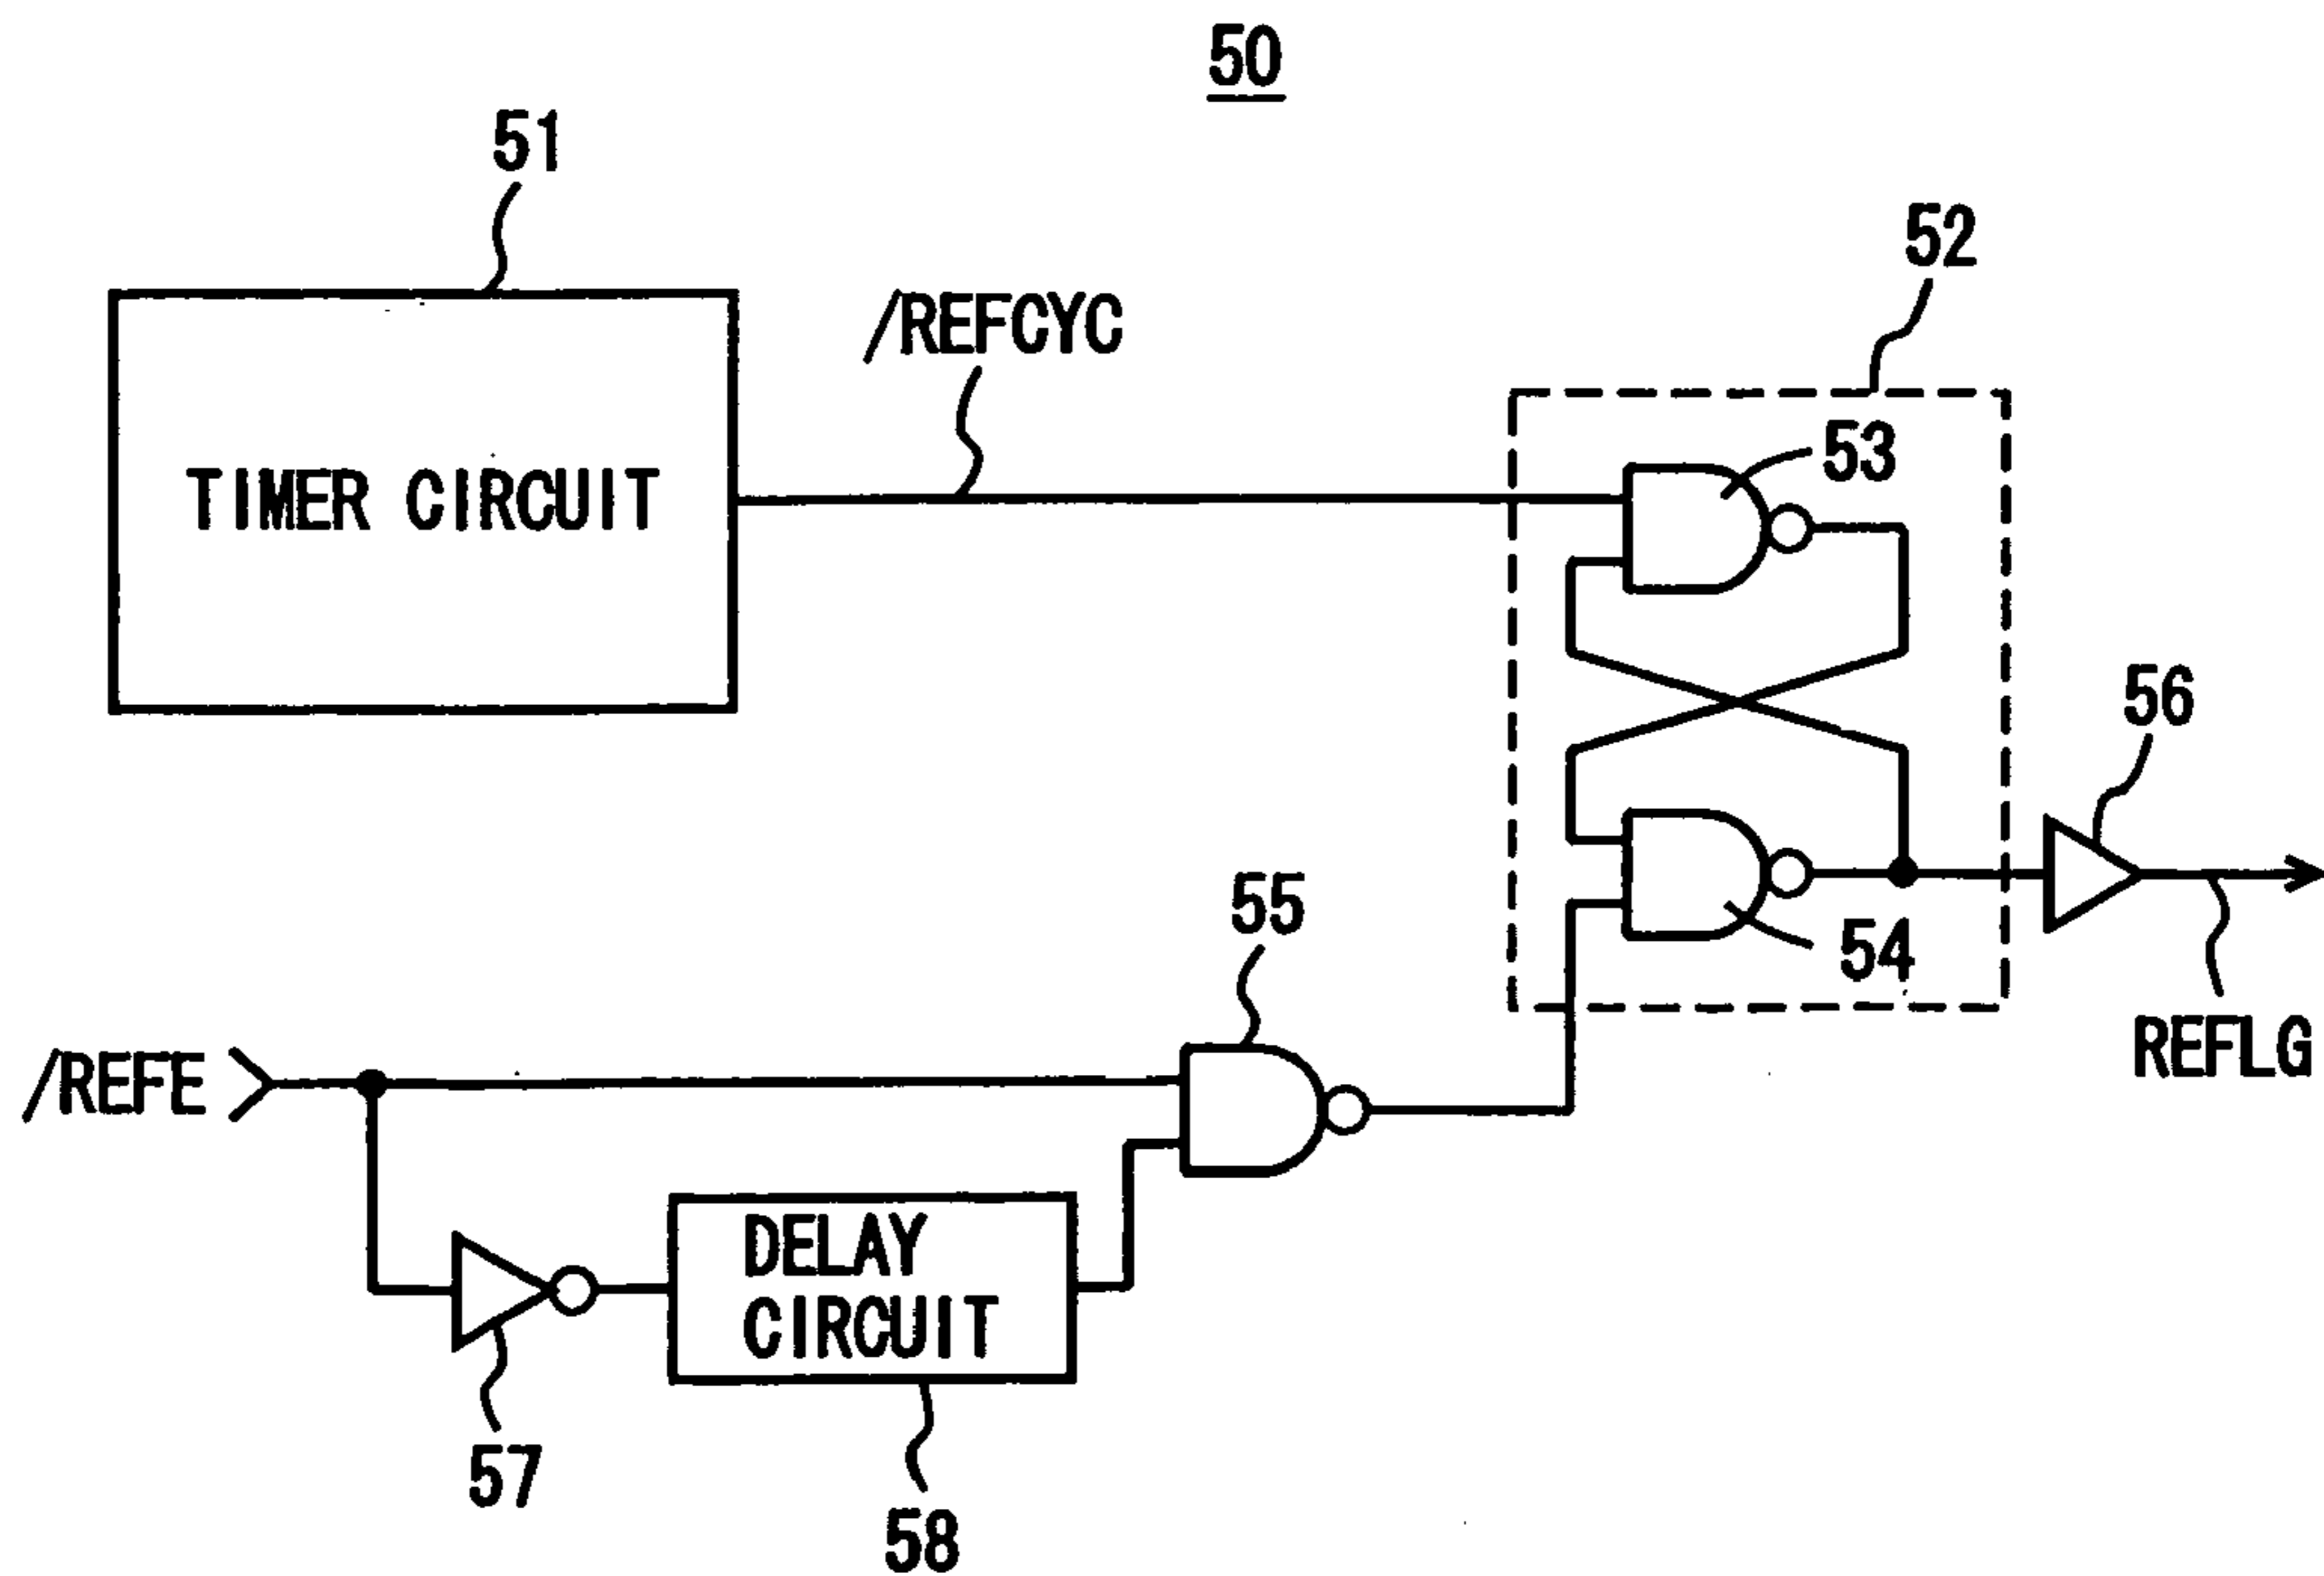 50
51
52
/REFCYC
53
TIMER CIRCUIT
56
55
54
REFLG
/REFE
DELAY
CIRCUIT
57
58